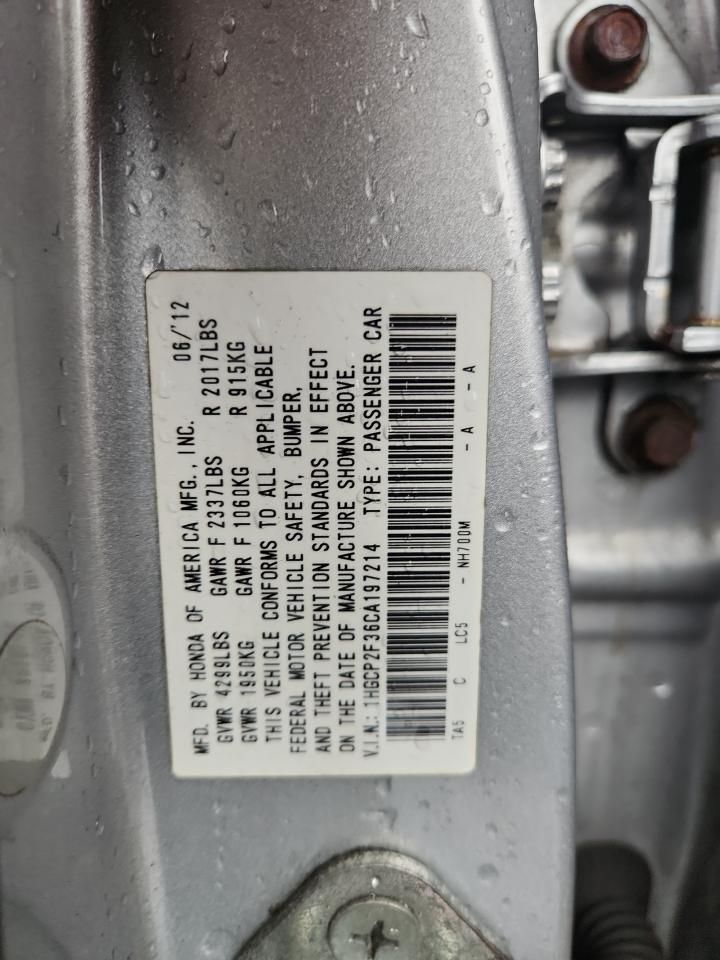 MFD. BY HONDA OF AMERICA MFG., INC. 06/'12
GVWR 4299LBS GAWR F 2337LBS R 2017LBS
GVWR 1950KG GAWR F 1060KG R 915KG
THIS VEHICLE CONFORMS TO ALL APPLICABLE
FEDERAL MOTOR VEHICLE SAFETY, BUMPER,
AND THEFT PREVENTION STANDARDS IN EFFECT
ON THE DATE OF MANUFACTURE SHOWN ABOVE.
V.I.N.: 1HGCP2F36CA197214 TYPE: PASSENGER CAR
TA5 C LC5 - NH700M - A - A